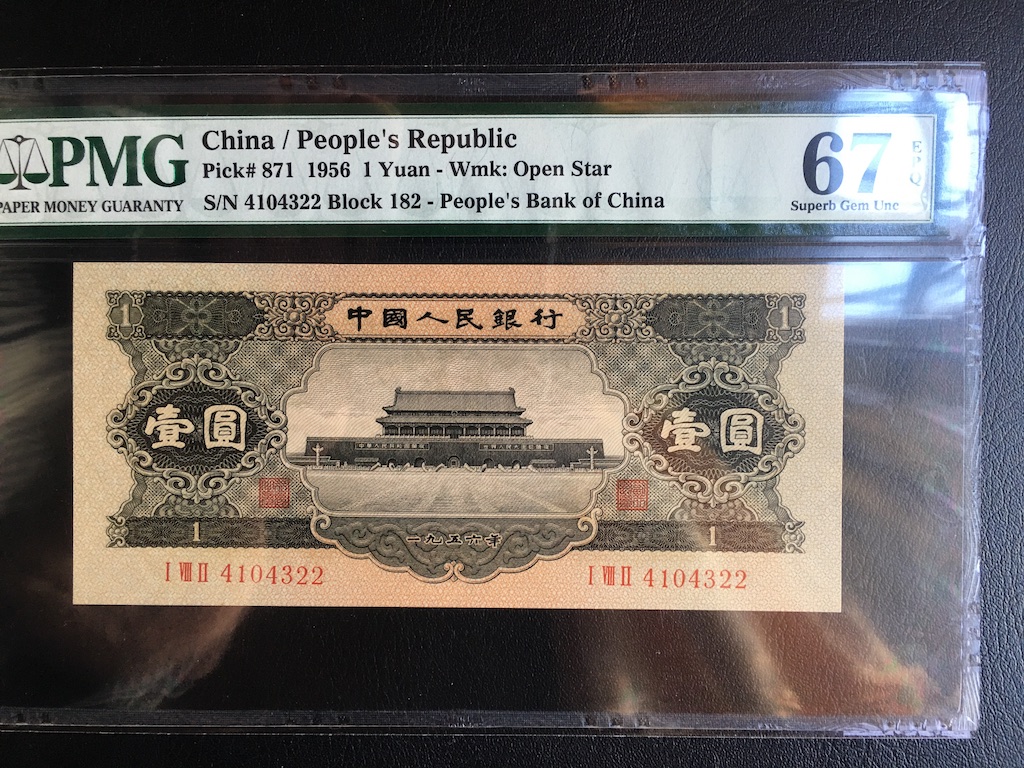 PMG
PAPER MONEY GUARANTY
China / People's Republic
Pick# 871 1956 1 Yuan - Wmk: Open Star
S/N 4104322 Block 182 - People's Bank of China
67 EPQ
Superb Gem Unc
1 中國人民銀行 1
壹圓 壹圓
1 一九五六年 1
I VIII II 4104322 I VIII II 4104322